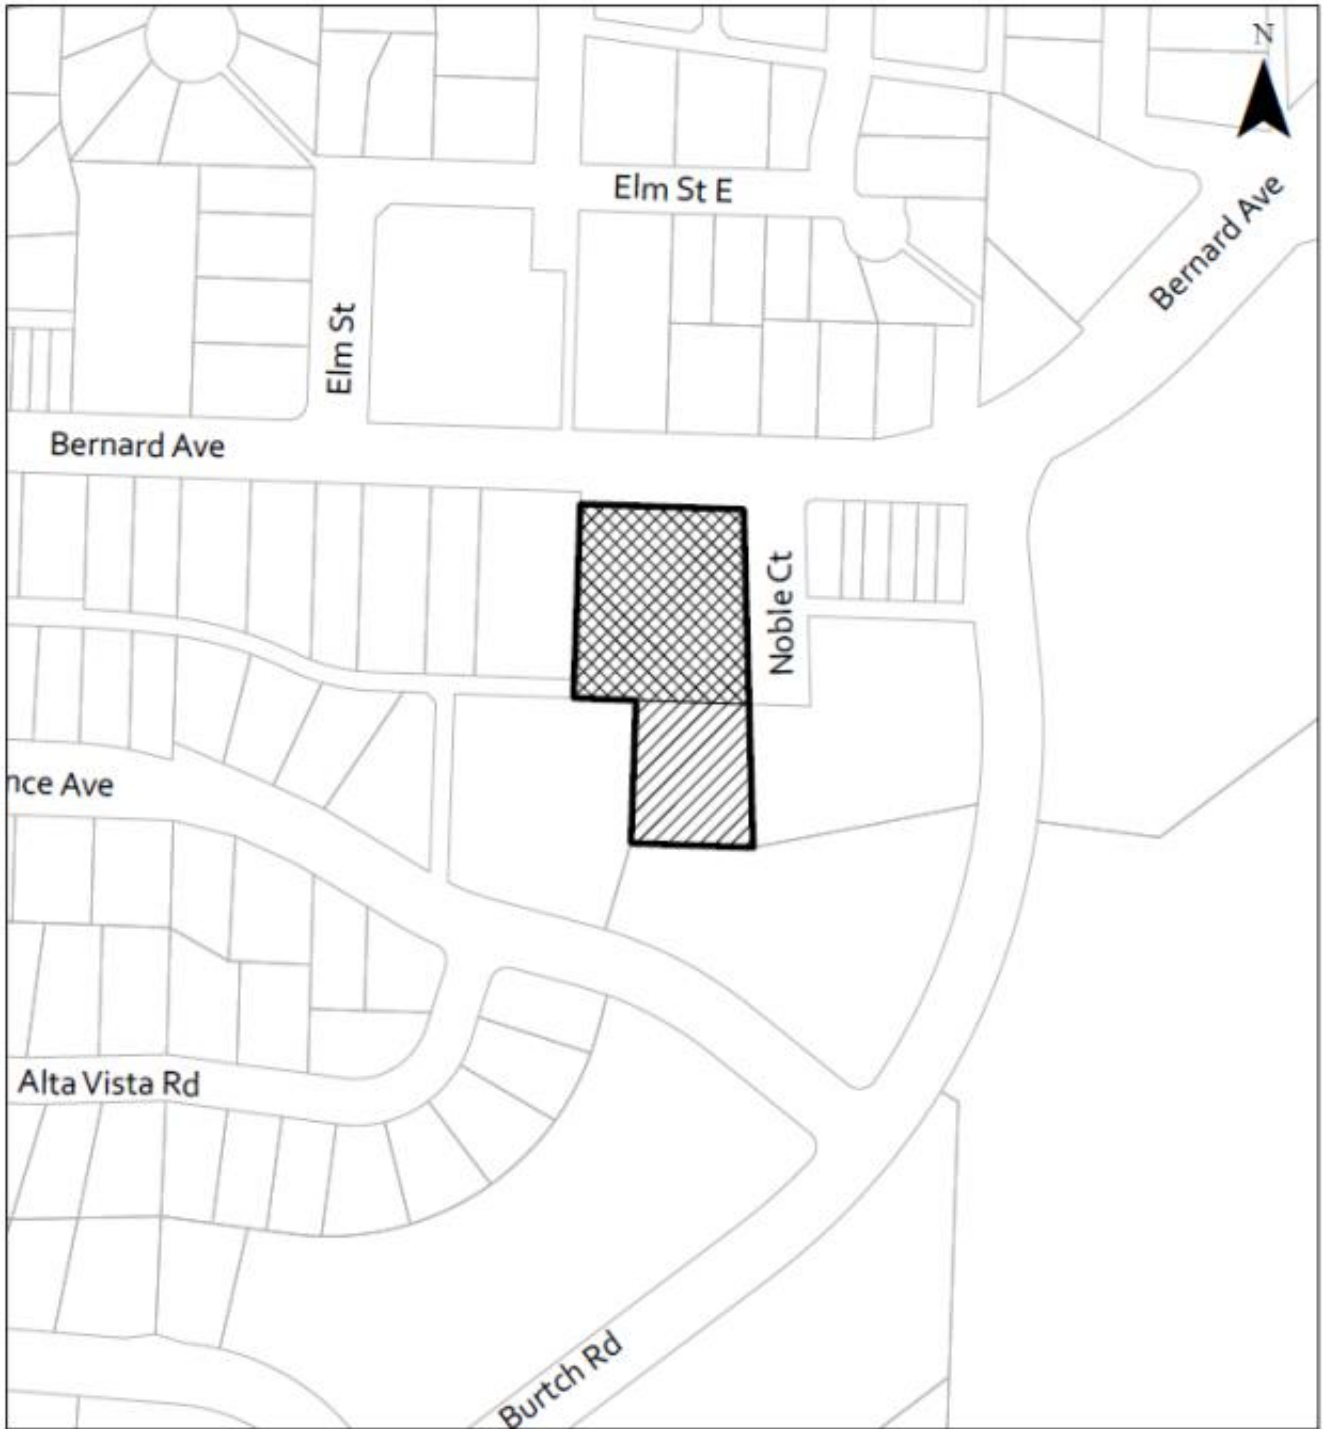 N
Elm St E
Bernard Ave
Elm St
Bernard Ave
Noble Ct
nce Ave
Alta Vista Rd
Burtch Rd